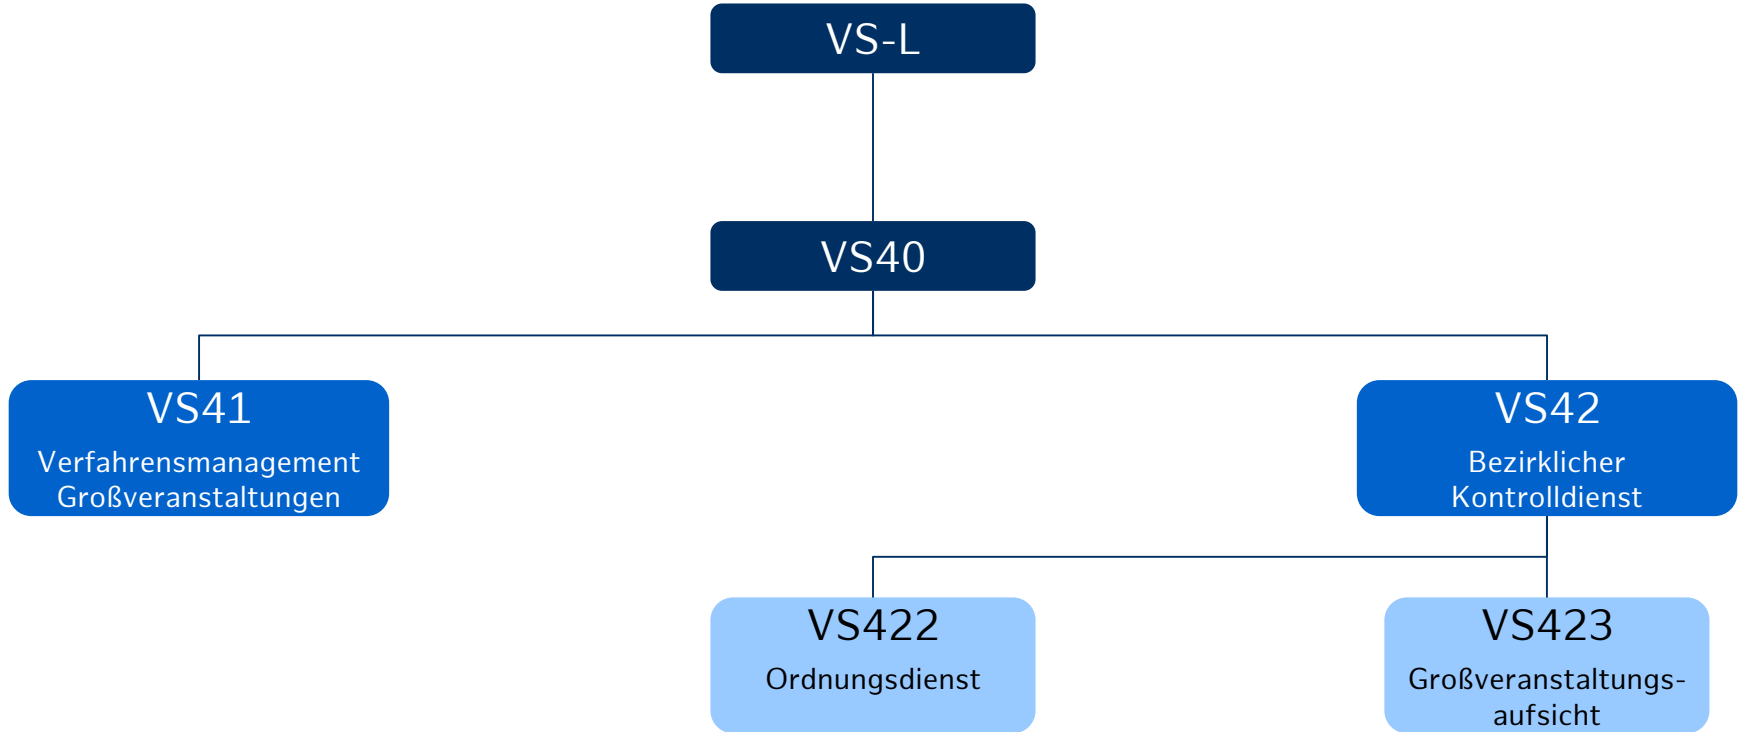 VS-L
VS40
VS41
Verfahrensmanagement
Großveranstaltungen
VS42
Bezirklicher
Kontrolldienst
VS422
Ordnungsdienst
VS423
Großveranstaltungs-
aufsicht